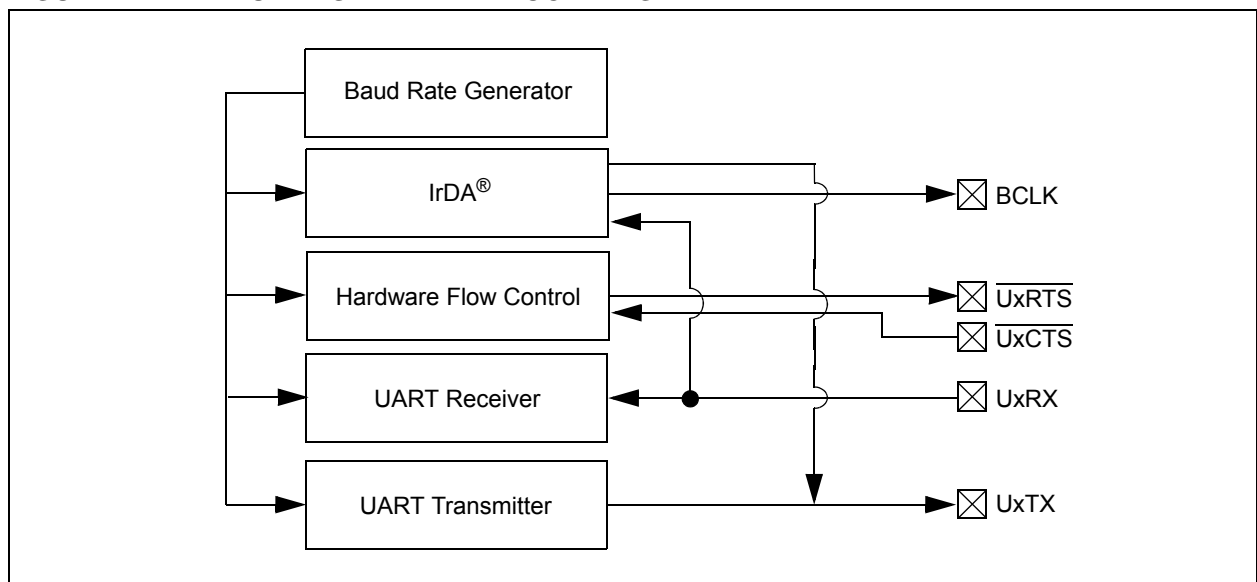 Baud Rate Generator
IrDA®
BCLK
Hardware Flow Control
UxRTS
UxCTS
UART Receiver
UxRX
UART Transmitter
UxTX